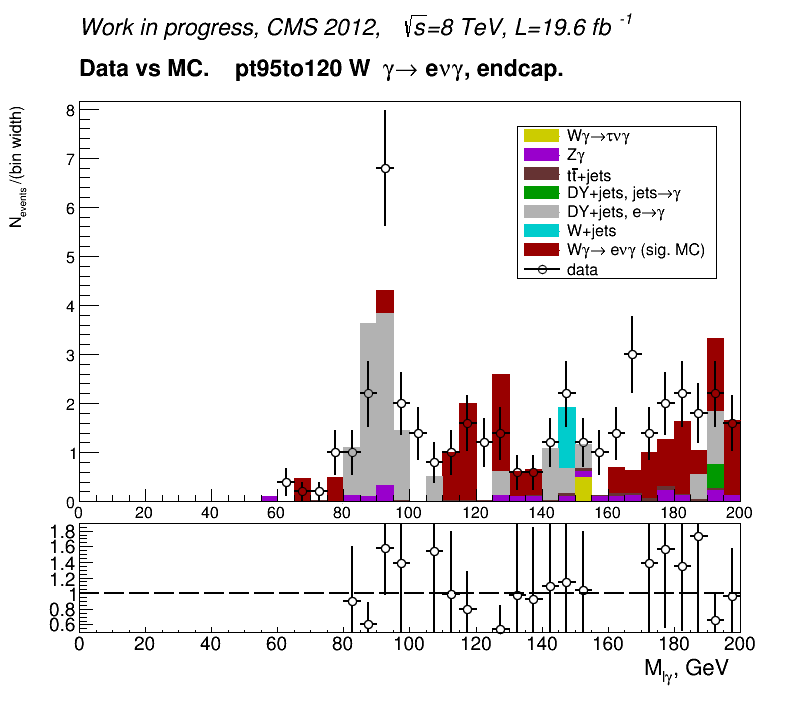 Work in progress, CMS 2012, √s=8 TeV, L=19.6 fb⁻¹
Data vs MC. pt95to120 W γ→ eνγ, endcap.
N_events /(bin width)
8
7
6
5
4
3
2
1
0
Wγ→τνγ
Zγ
tt̄+jets
DY+jets, jets→γ
DY+jets, e→γ
W+jets
Wγ→ eνγ (sig. MC)
data
0 20 40 60 80 100 120 140 160 180 200
1.8
1.6
1.4
1.2
1
0.8
0.6
0 20 40 60 80 100 120 140 160 180 200
M_lγ, GeV